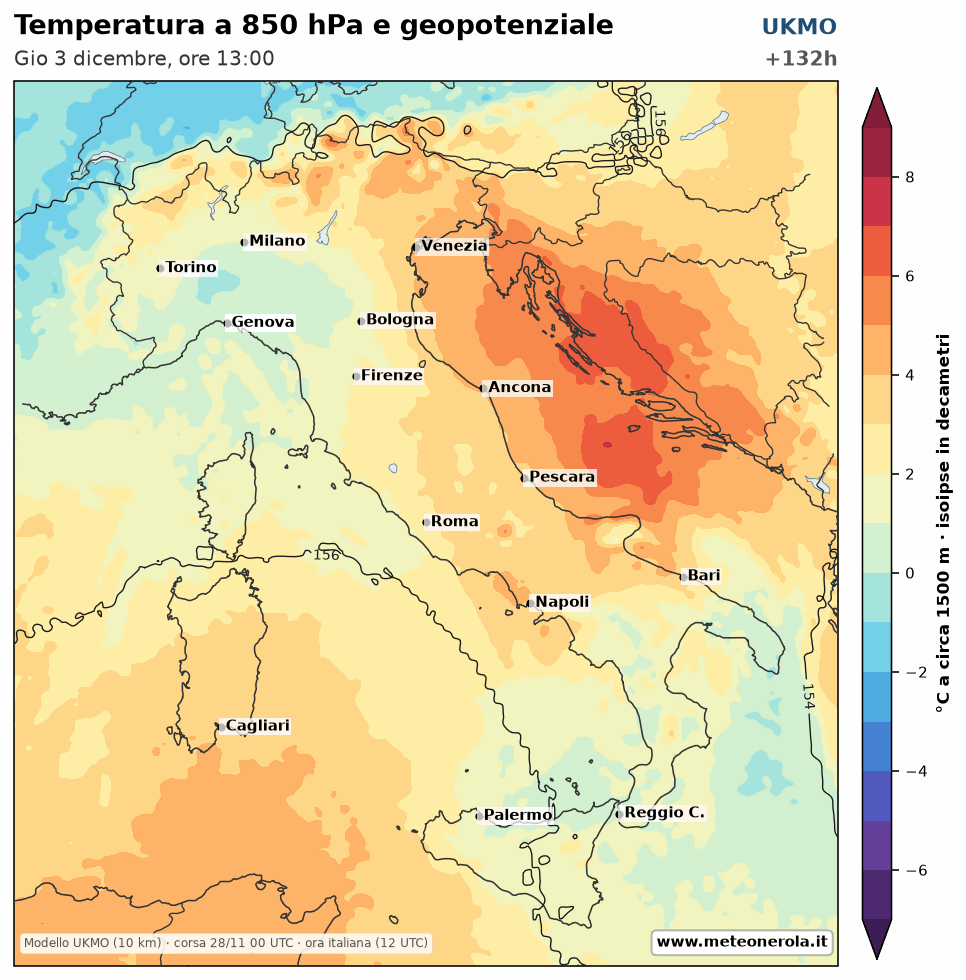 Temperatura a 850 hPa e geopotenziale
UKMO
Gio 3 dicembre, ore 13:00
+132h
156
156
Milano
Venezia
Torino
Genova
Bologna
Firenze
Ancona
Pescara
Roma
156
Bari
Napoli
154
Cagliari
Palermo
Reggio C.
8
6
4
2
0
−2
−4
−6
°C a circa 1500 m · isoipse in decametri
Modello UKMO (10 km) · corsa 28/11 00 UTC · ora italiana (12 UTC)
www.meteonerola.it